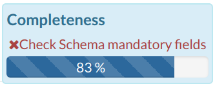 Completeness
✖Check Schema mandatory fields
83 %